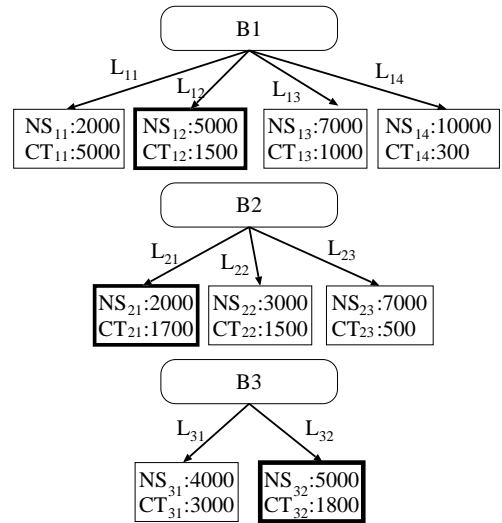 B1
L11 L12 L13 L14
NS11:2000 NS12:5000 NS13:7000 NS14:10000
CT11:5000 CT12:1500 CT13:1000 CT14:300
B2
L21 L22 L23
NS21:2000 NS22:3000 NS23:7000
CT21:1700 CT22:1500 CT23:500
B3
L31 L32
NS31:4000 NS32:5000
CT31:3000 CT32:1800